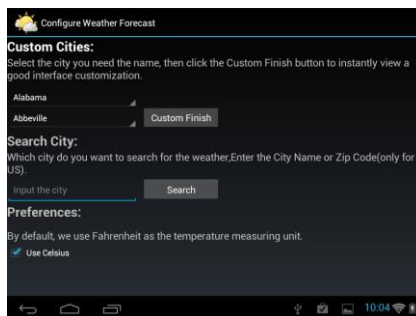 Configure Weather Forecast
Custom Cities:
Select the city you need the name, then click the Custom Finish button to instantly view a
good interface customization.
Alabama
Abbeville
Custom Finish
Search City:
Which city do you want to search for the weather,Enter the City Name or Zip Code(only for
US).
Input the city
Search
Preferences:
By default, we use Fahrenheit as the temperature measuring unit.
Use Celsius
10:04